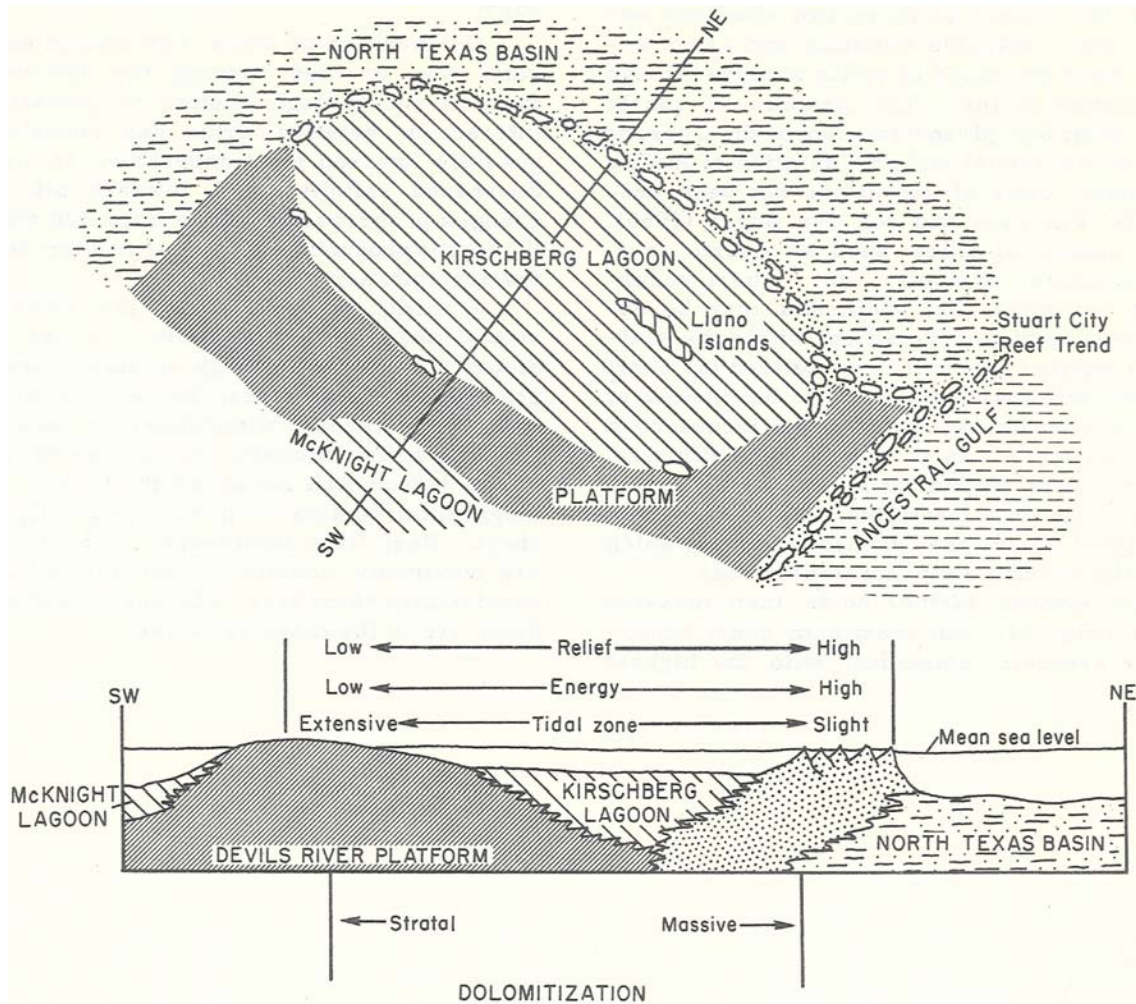 NE
NORTH TEXAS BASIN
KIRSCHBERG LAGOON
Llano
Islands
Stuart City
Reef Trend
MCKNIGHT LAGOON
PLATFORM
ANCESTRAL GULF
SW
Low Relief High
Low Energy High
SW
NE
Extensive Tidal zone Slight
Mean sea level
McKNIGHT
LAGOON
KIRSCHBERG
LAGOON
DEVILS RIVER PLATFORM
NORTH TEXAS BASIN
Stratal
Massive
DOLOMITIZATION